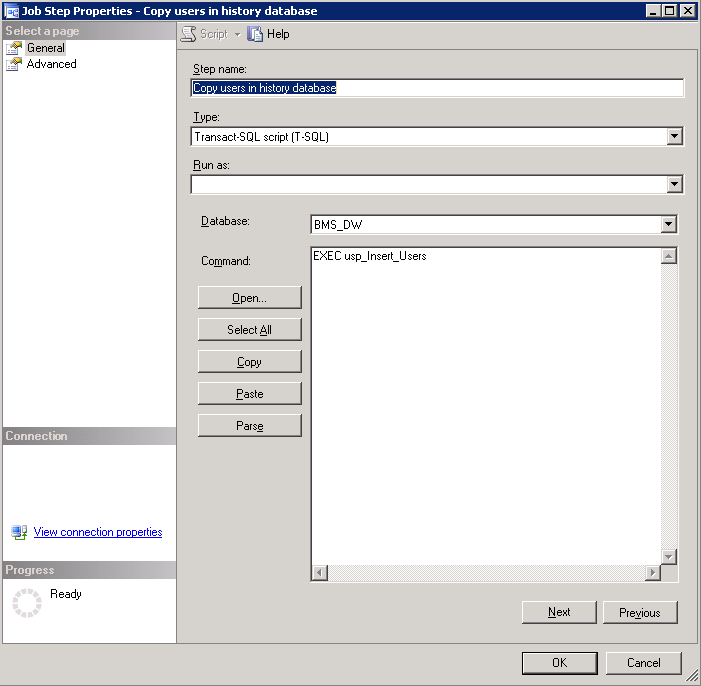 Job Step Properties - Copy users in history database
Select a page
General
Advanced
Script
Help
Step name:
Copy users in history database
Type:
Transact-SQL script (T-SQL)
Run as:
Database:
BMS_DW
Command:
EXEC usp_Insert_Users
Open...
Select All
Copy
Paste
Parse
Connection
View connection properties
Progress
Ready
Next
Previous
OK
Cancel